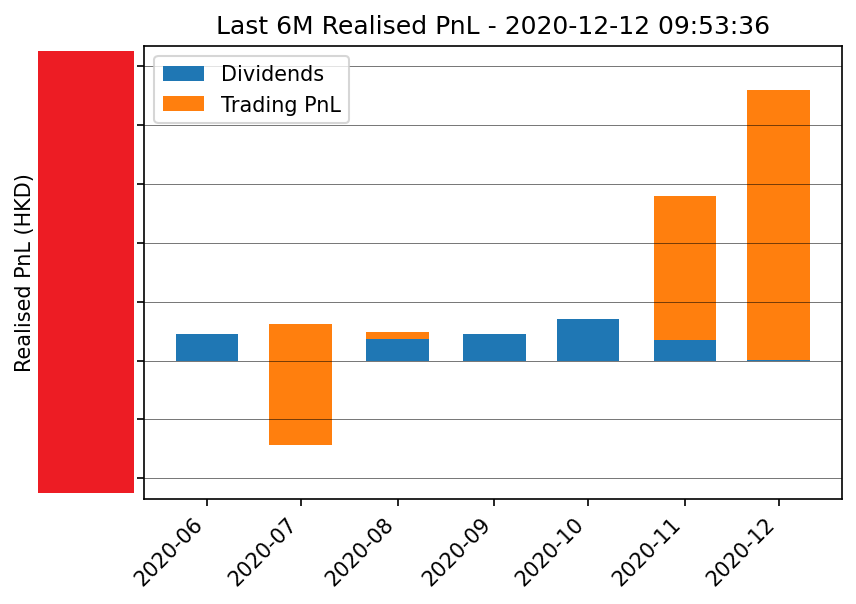 Last 6M Realised PnL - 2020-12-12 09:53:36
Dividends
Trading PnL
Realised PnL (HKD)
2020-06
2020-07
2020-08
2020-09
2020-10
2020-11
2020-12